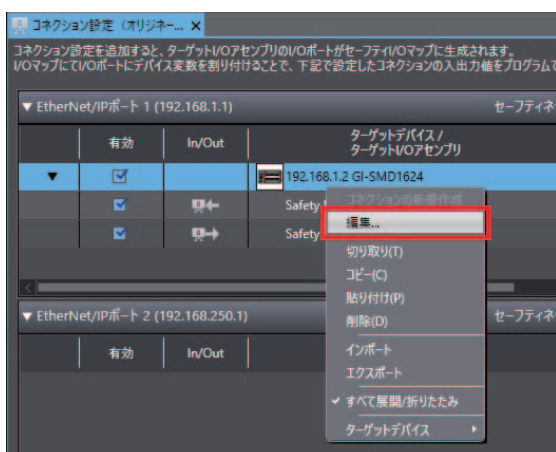 コネクション設定 (オリジネー... ×
コネクション設定を追加すると、ターゲットI/OアセンブリのI/OポートがセーフティI/Oマップに生成されます。
I/OマップにてI/Oポートにデバイス変数を割り付けることで、下記で設定したコネクションの入出力値をプログラムで
▼ EtherNet/IPポート 1 (192.168.1.1) セーフティネ
有効 In/Out ターゲットデバイス /
ターゲットI/Oアセンブリ
▼ 192.168.1.2 GI-SMD1624
Safety
Safety
コネクションの新規作成
編集...
切り取り(T)
コピー(C)
貼り付け(P)
削除(D)
インポート
エクスポート
すべて展開/折りたたみ
ターゲットデバイス
▼ EtherNet/IPポート 2 (192.168.250.1) セーフティネ
有効 In/Out